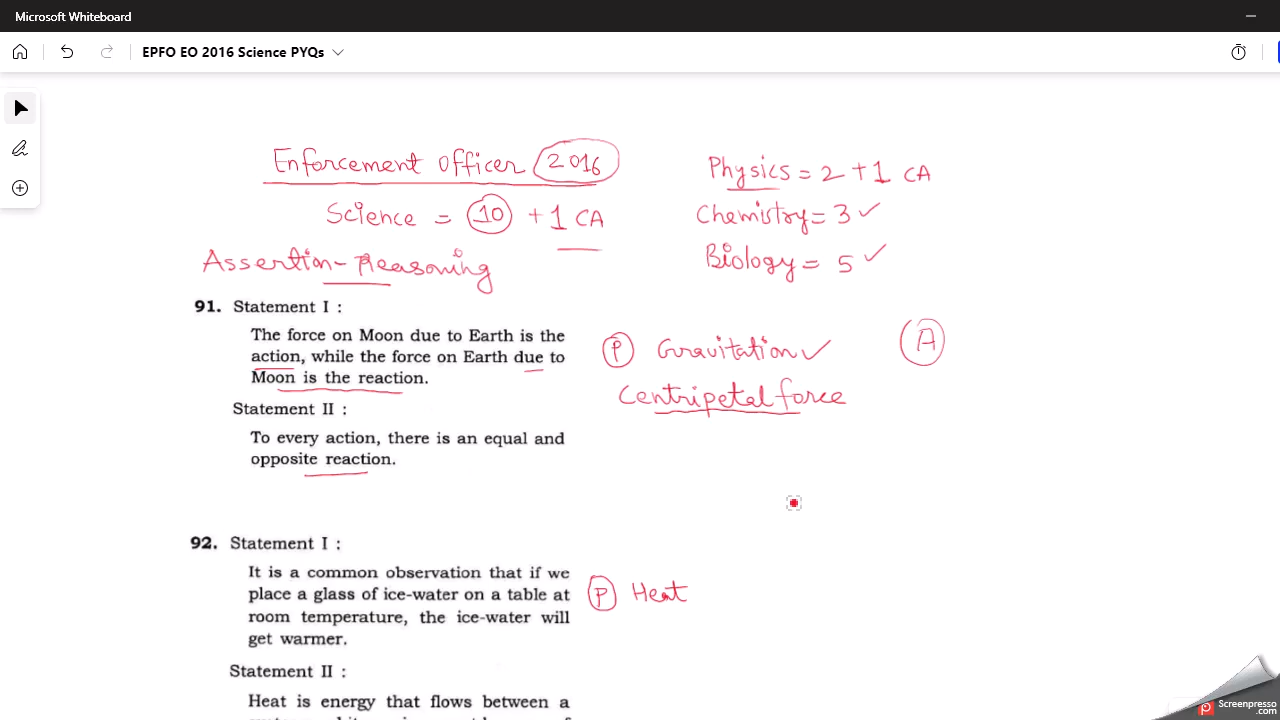 Microsoft Whiteboard
EPFO EO 2016 Science PYQs
Enforcement Officer 2016
Science = 10 + 1 CA
Assertion-Reasoning
Physics = 2 + 1 CA
Chemistry = 3 ✓
Biology = 5 ✓
91. Statement I :
The force on Moon due to Earth is the
action, while the force on Earth due to
Moon is the reaction.
Statement II :
To every action, there is an equal and
opposite reaction.
P Gravitation ✓
Centripetal force
A
92. Statement I :
It is a common observation that if we
place a glass of ice-water on a table at
room temperature, the ice-water will
get warmer.
P Heat
Statement II :
Heat is energy that flows between a
Screenpresso
.com